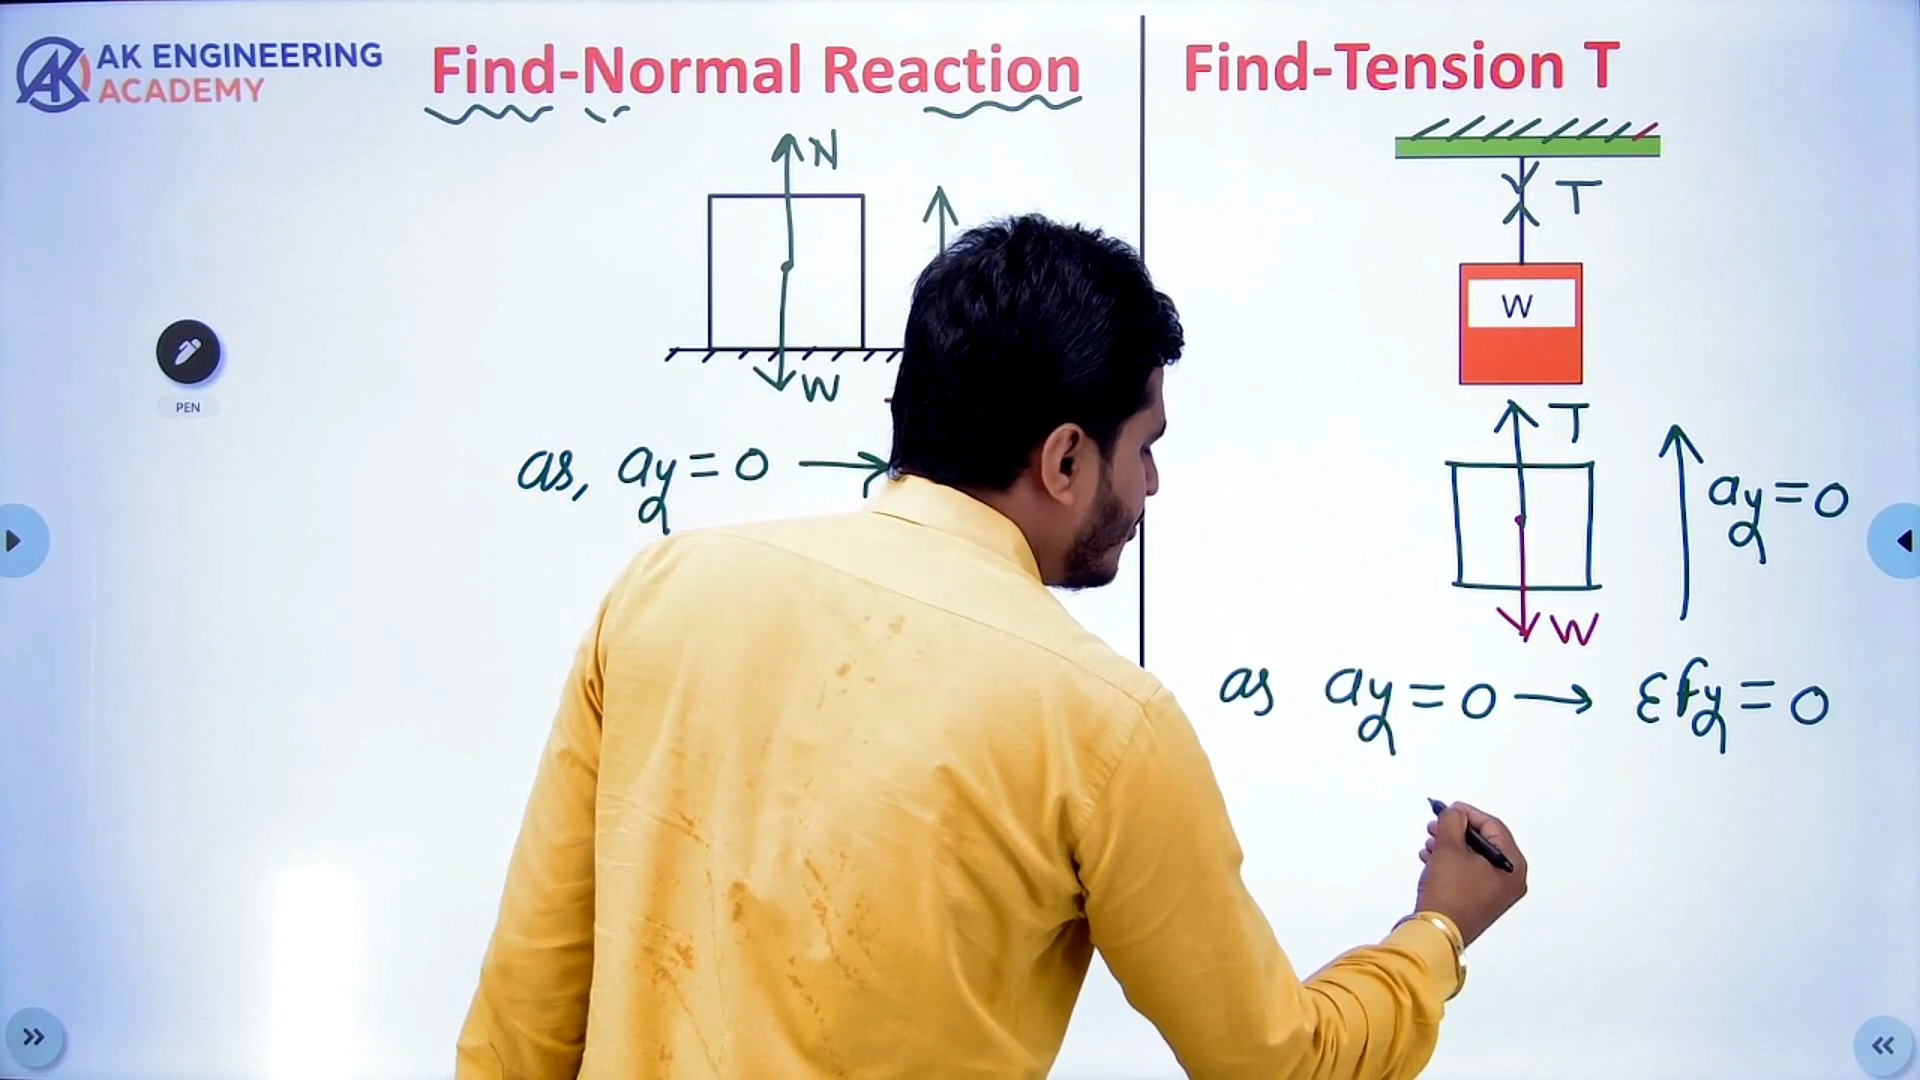 AK ENGINEERING
ACADEMY
Find-Normal Reaction
N
W
as, ay = 0 →
PEN
Find-Tension T
T
W
T
ay = 0
W
as ay = 0 → Σfy = 0